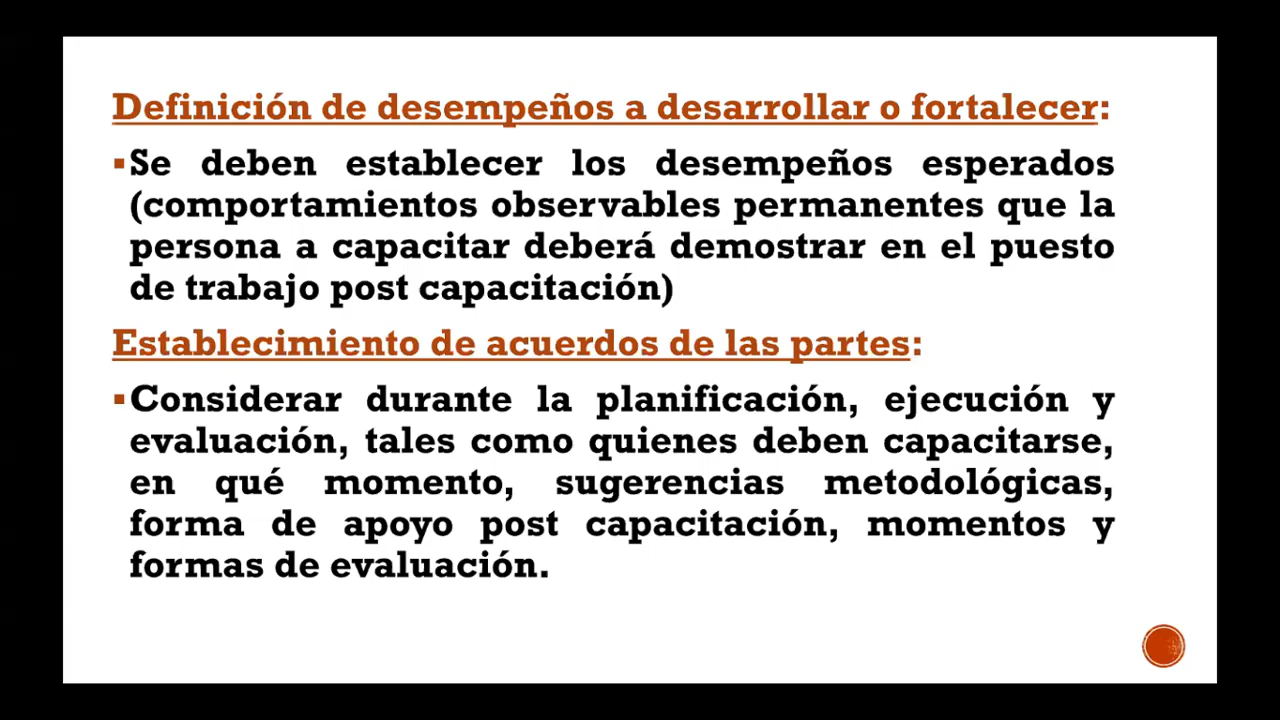 Definición de desempeños a desarrollar o fortalecer:
▪Se deben establecer los desempeños esperados
(comportamientos observables permanentes que la
persona a capacitar deberá demostrar en el puesto
de trabajo post capacitación)
Establecimiento de acuerdos de las partes:
▪Considerar durante la planificación, ejecución y
evaluación, tales como quienes deben capacitarse,
en qué momento, sugerencias metodológicas,
forma de apoyo post capacitación, momentos y
formas de evaluación.